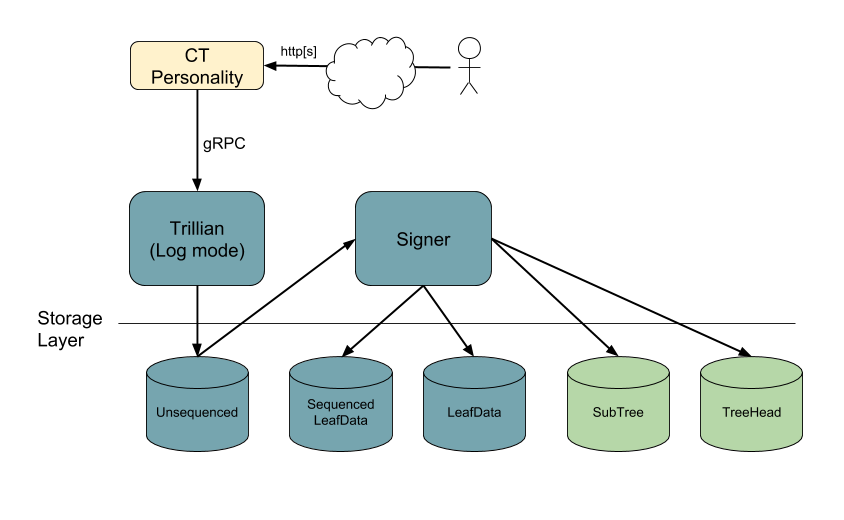 CT
Personality
http[s]
gRPC
Trillian
(Log mode)
Signer
Storage
Layer
Unsequenced
Sequenced
LeafData
LeafData
SubTree
TreeHead